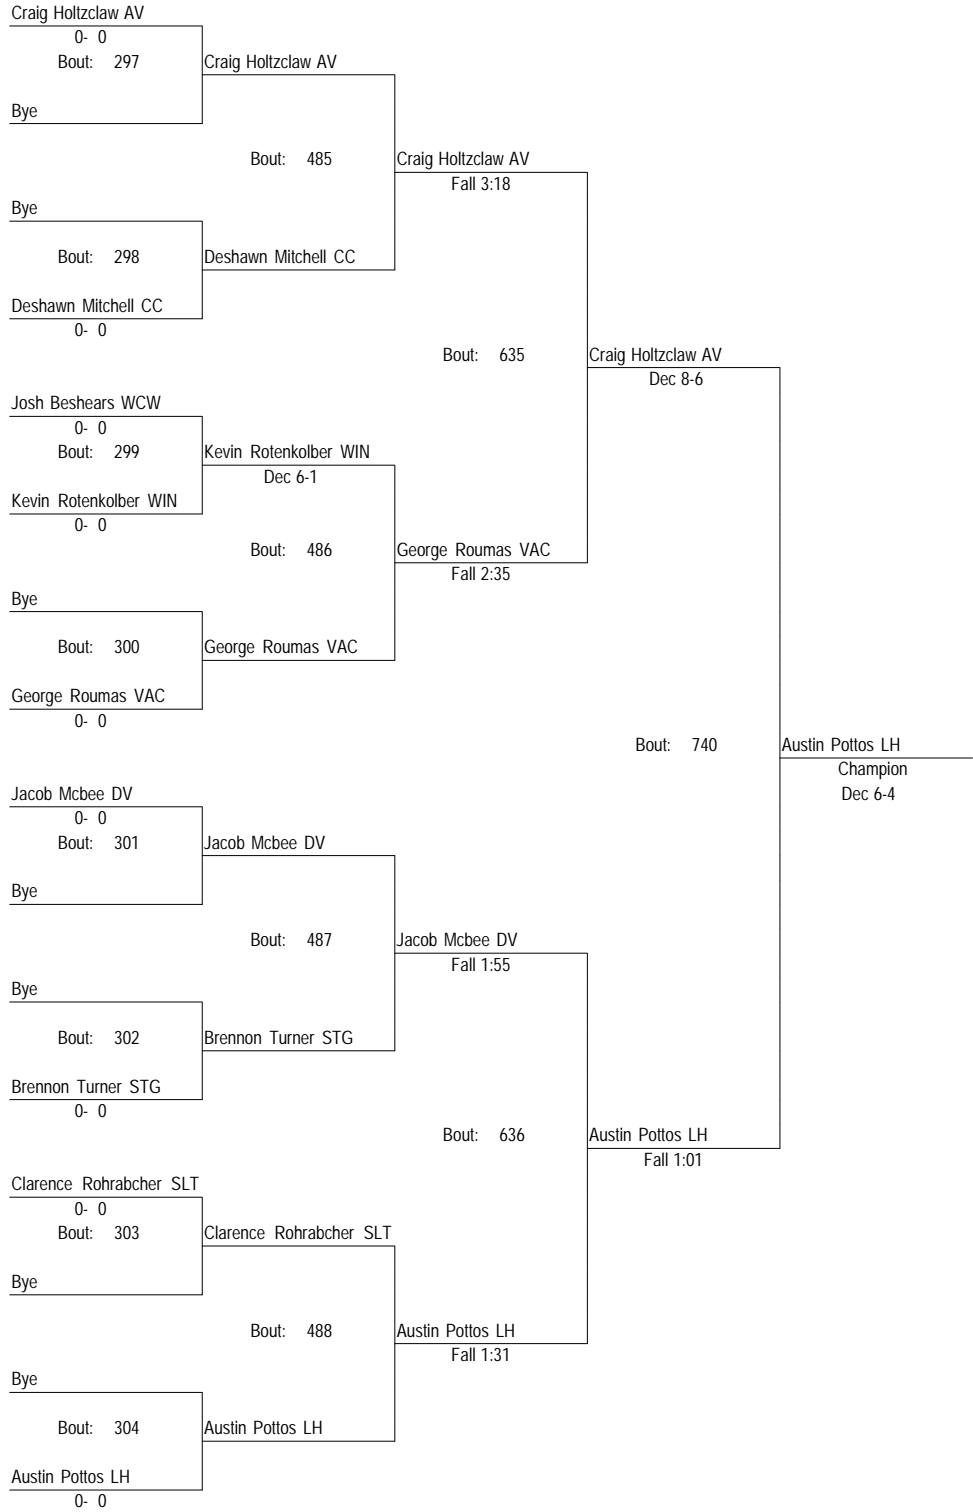 Craig Holtzclaw AV
0- 0
Bout: 297
Craig Holtzclaw AV
Bye
Bout: 485
Craig Holtzclaw AV
Fall 3:18
Bye
Bout: 298
Deshawn Mitchell CC
Deshawn Mitchell CC
0- 0
Bout: 635
Craig Holtzclaw AV
Dec 8-6
Josh Beshears WCW
0- 0
Bout: 299
Kevin Rotenkolber WIN
Dec 6-1
Kevin Rotenkolber WIN
0- 0
Bout: 486
George Roumas VAC
Fall 2:35
Bye
Bout: 300
George Roumas VAC
George Roumas VAC
0- 0
Bout: 740
Austin Pottos LH
Champion
Dec 6-4
Jacob Mcbee DV
0- 0
Bout: 301
Jacob Mcbee DV
Bye
Bout: 487
Jacob Mcbee DV
Fall 1:55
Bye
Bout: 302
Brennon Turner STG
Brennon Turner STG
0- 0
Bout: 636
Austin Pottos LH
Fall 1:01
Clarence Rohrabcher SLT
0- 0
Bout: 303
Clarence Rohrabcher SLT
Bye
Bout: 488
Austin Pottos LH
Fall 1:31
Bye
Bout: 304
Austin Pottos LH
Austin Pottos LH
0- 0